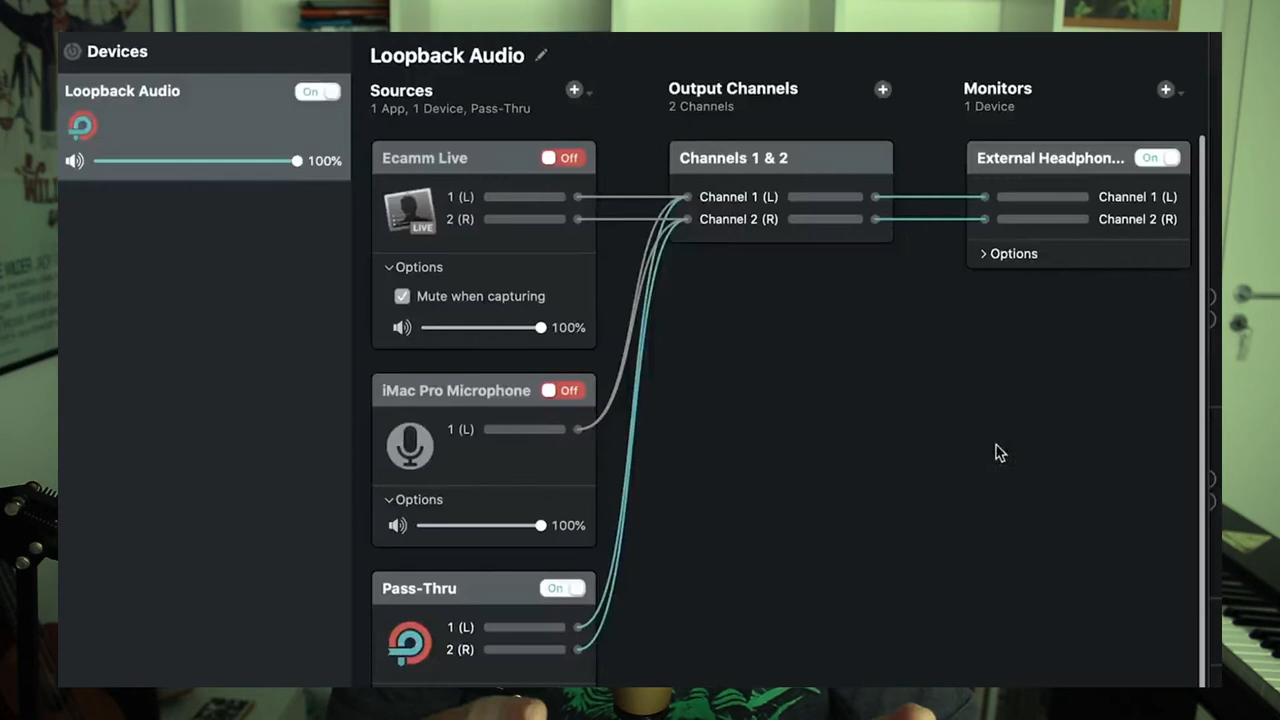 Devices
Loopback Audio
On
100%
Loopback Audio
Sources
1 App, 1 Device, Pass-Thru
Output Channels
2 Channels
Monitors
1 Device
Ecamm Live
Off
1 (L)
2 (R)
LIVE
Options
Mute when capturing
100%
iMac Pro Microphone
Off
1 (L)
Options
100%
Pass-Thru
On
1 (L)
2 (R)
Channels 1 & 2
Channel 1 (L)
Channel 2 (R)
External Headphon...
On
Channel 1 (L)
Channel 2 (R)
Options